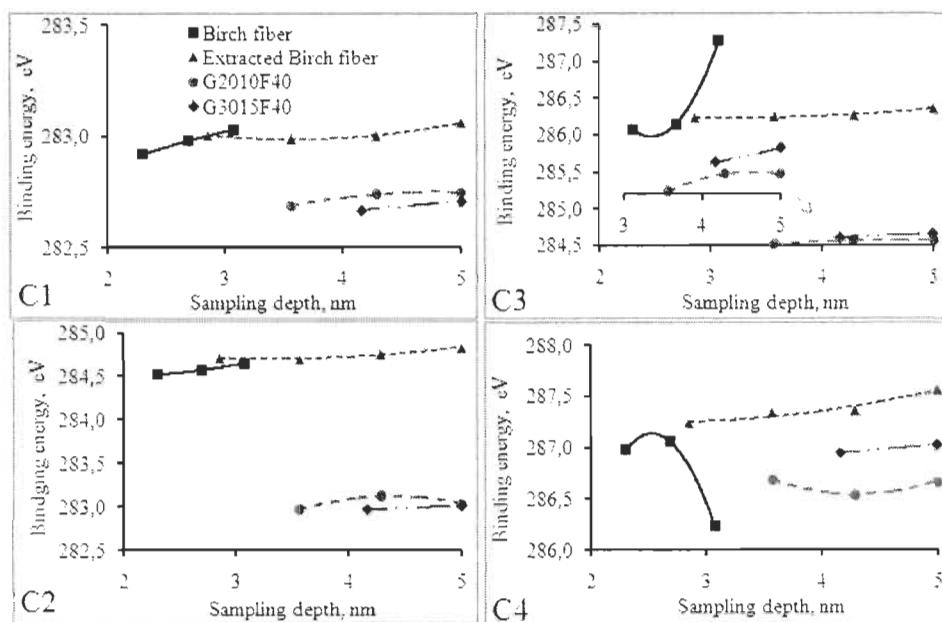 283,5
283,0
282,5
Binding energy, eV
Birch fiber
Extracted Birch fiber
G2010F40
G3015F40
2 3 4 5
Sampling depth, nm
C1
287,5
287,0
286,5
286,0
285,5
285,0
284,5
Binding energy, eV
3 4 5
2 3 4 5
Sampling depth, nm
C3
285,0
284,5
284,0
283,5
283,0
282,5
Bindging energy, eV
2 3 4 5
Sampling depth, nm
C2
288,0
287,5
287,0
286,5
286,0
Binding energy, eV
2 3 4 5
Sampling depth, nm
C4